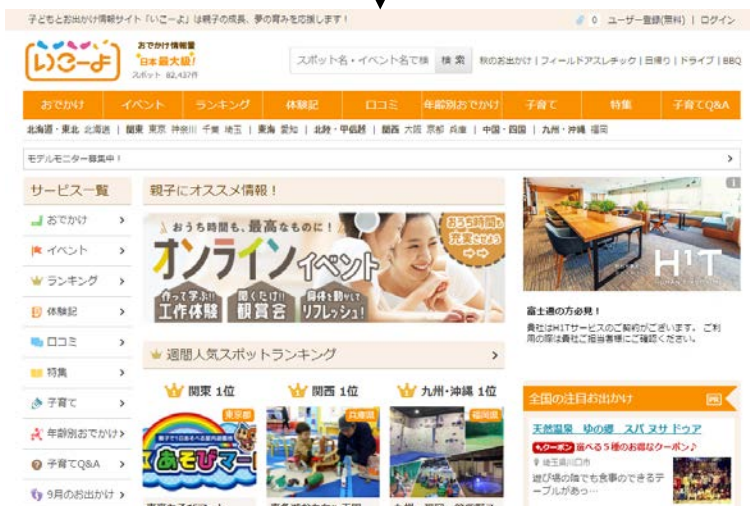 子どもとお出かけ情報サイト「いこーよ」は親子の成長、夢の育みを応援します！
0 ユーザー登録(無料) | ログイン
いこーよ
おでかけ情報量
日本最大級!
スポット 82,437件
スポット名・イベント名で検
検索
秋のお出かけ | フィールドアスレチック | 日帰り | ドライブ | BBQ
おでかけ イベント ランキング 体験記 口コミ 年齢別おでかけ 子育て 特集 子育てQ&A
北海道・東北 北海道 | 関東 東京 神奈川 千葉 埼玉 | 東海 愛知 | 北陸・甲信越 | 関西 大阪 京都 兵庫 | 中国・四国 | 九州・沖縄 福岡
モデルモニター募集中！
サービス一覧
おでかけ
イベント
ランキング
体験記
口コミ
特集
子育て
年齢別おでかけ
子育てQ&A
9月のお出かけ
親子にオススメ情報！
おうち時間も、最高なものに！
オンラインイベント
おうち時間も
充実させよう
作って学ぶ!!
工作体験
聞くだけ!!
観賞会
身体を動かして
リフレッシュ!
週間人気スポットランキング
関東 1位
関西 1位
九州・沖縄 1位
東京都
兵庫県
福岡県
あそびマーレ
H¹T
富士通の方必見！
貴社はH1Tサービスのご契約がございます。 ご利
用の際は貴社ご担当者様にご確認ください。
全国の注目お出かけ
PR
天然温泉 ゆの郷 スパ ヌサ ドゥア
クーポン 選べる5種のお得なクーポン♪
埼玉県川口市
遊び場の隣でも食事のできるテ
ーブルがあっ…